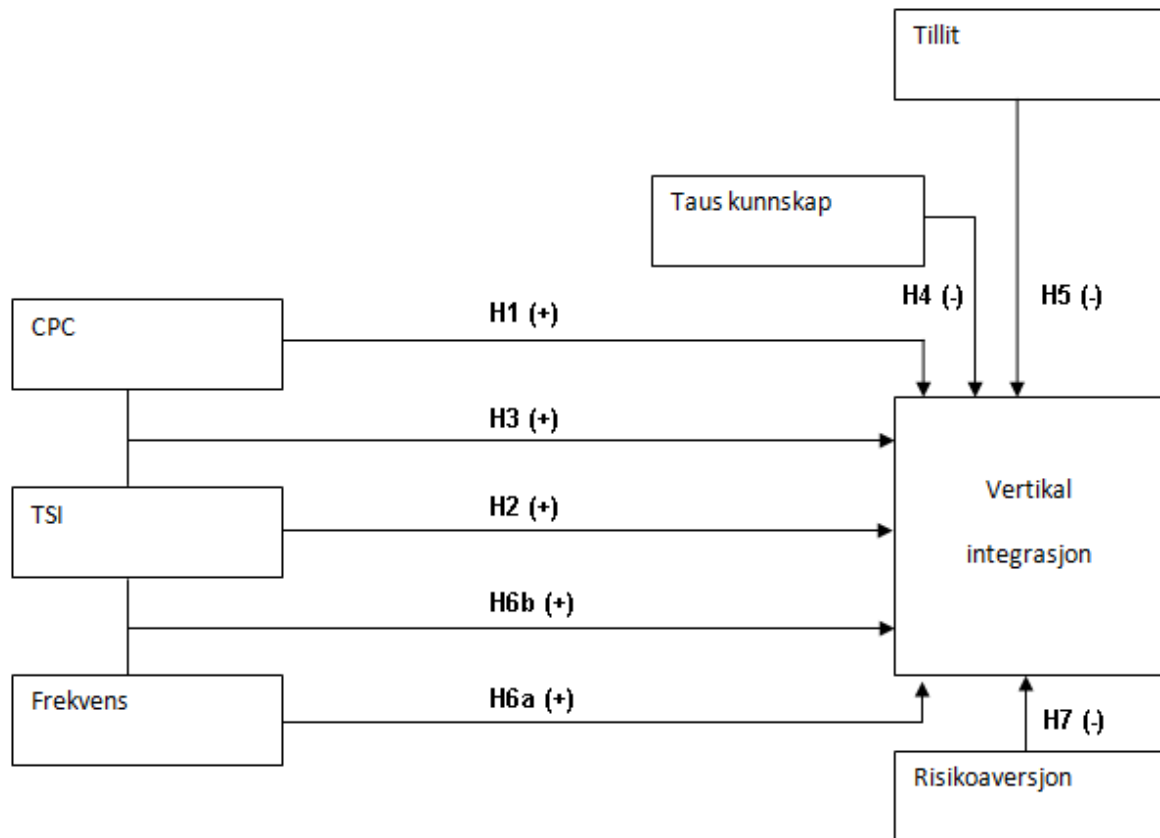 Tillit
Taus kunnskap
H4 (-)
H5 (-)
CPC
H1 (+)
H3 (+)
TSI
H2 (+)
Vertikal
integrasjon
H6b (+)
Frekvens
H6a (+)
H7 (-)
Risikoaversjon